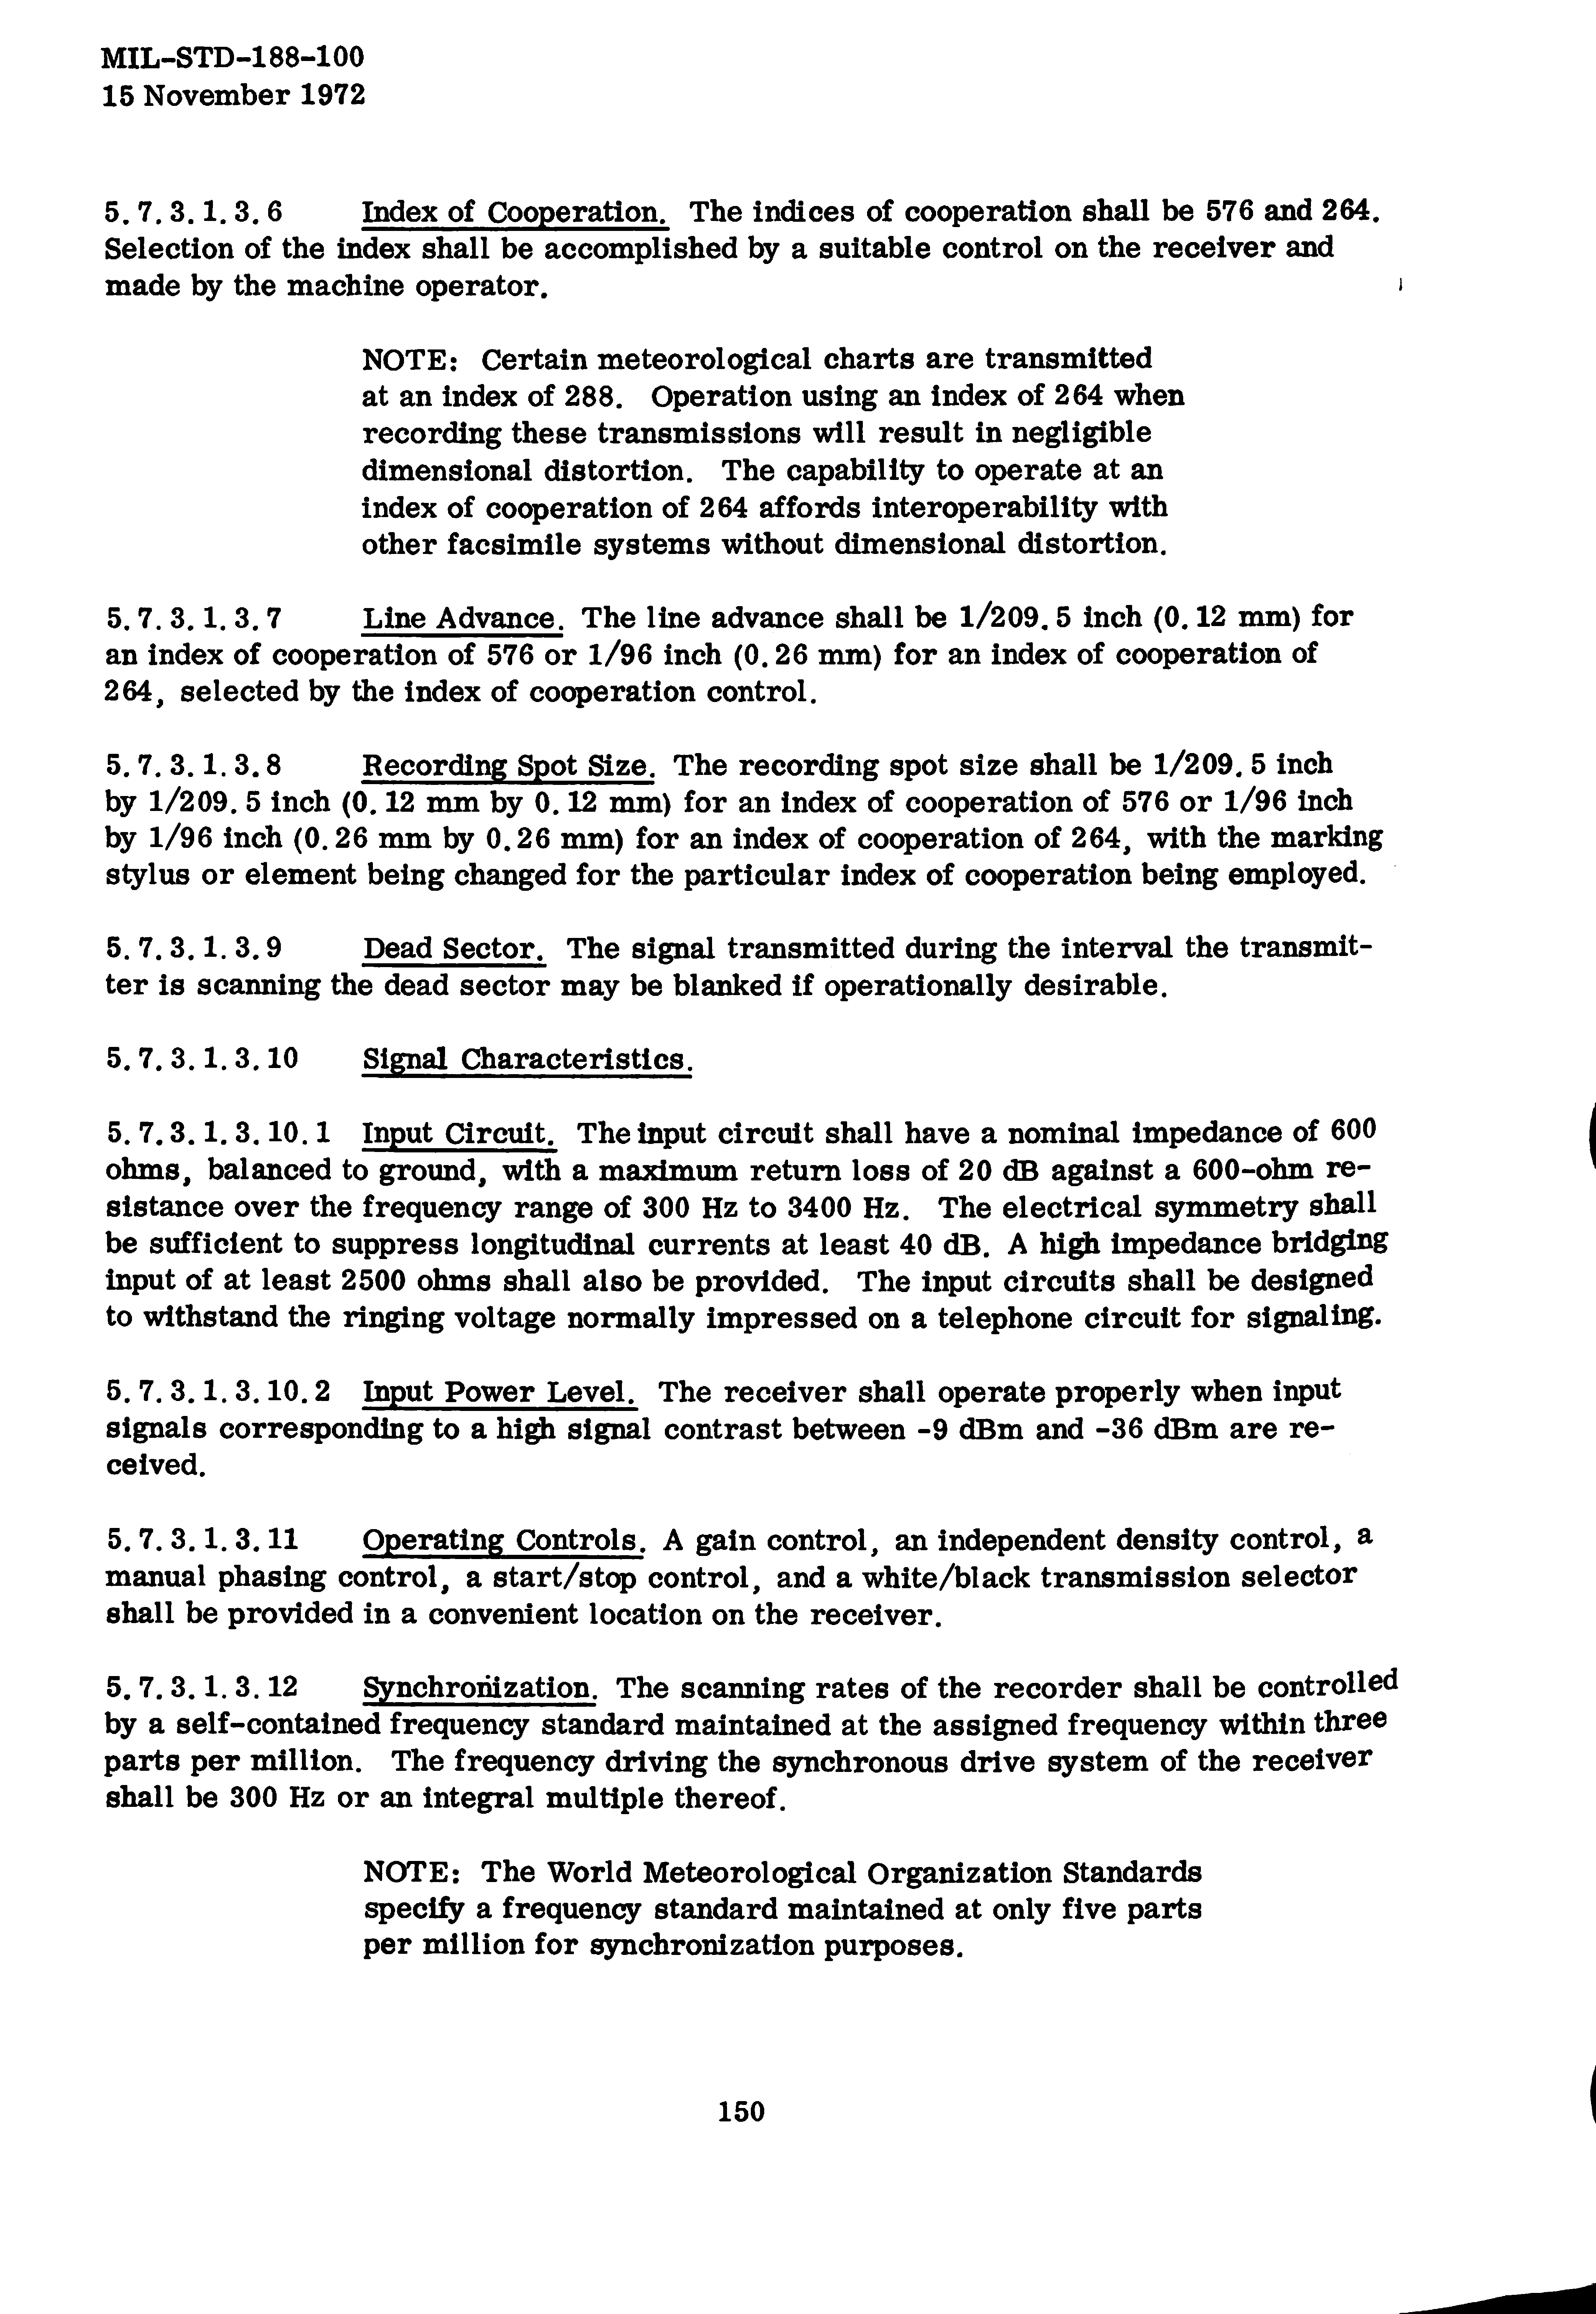 MIL-STD-188-100
15 November 1972
5.7.3.1.3.6 Index of Cooperation. The indices of cooperation shall be 576 and 264.
Selection of the index shall be accomplished by a suitable control on the receiver and
made by the machine operator.
NOTE: Certain meteorological charts are transmitted
at an index of 288. Operation using an index of 264 when
recording these transmissions will result in negligible
dimensional distortion. The capability to operate at an
index of cooperation of 264 affords interoperability with
other facsimile systems without dimensional distortion.
5.7.3.1.3.7 Line Advance. The line advance shall be 1/209.5 inch (0.12 mm) for
an index of cooperation of 576 or 1/96 inch (0.26 mm) for an index of cooperation of
264, selected by the index of cooperation control.
5.7.3.1.3.8 Recording Spot Size. The recording spot size shall be 1/209.5 inch
by 1/209.5 inch (0.12 mm by 0.12 mm) for an index of cooperation of 576 or 1/96 inch
by 1/96 inch (0.26 mm by 0.26 mm) for an index of cooperation of 264, with the marking
stylus or element being changed for the particular index of cooperation being employed.
5.7.3.1.3.9 Dead Sector. The signal transmitted during the interval the transmit-
ter is scanning the dead sector may be blanked if operationally desirable.
5.7.3.1.3.10 Signal Characteristics.
5.7.3.1.3.10.1 Input Circuit. The input circuit shall have a nominal impedance of 600
ohms, balanced to ground, with a maximum return loss of 20 dB against a 600-ohm re-
sistance over the frequency range of 300 Hz to 3400 Hz. The electrical symmetry shall
be sufficient to suppress longitudinal currents at least 40 dB. A high impedance bridging
input of at least 2500 ohms shall also be provided. The input circuits shall be designed
to withstand the ringing voltage normally impressed on a telephone circuit for signaling.
5.7.3.1.3.10.2 Input Power Level. The receiver shall operate properly when input
signals corresponding to a high signal contrast between -9 dBm and -36 dBm are re-
ceived.
5.7.3.1.3.11 Operating Controls. A gain control, an independent density control, a
manual phasing control, a start/stop control, and a white/black transmission selector
shall be provided in a convenient location on the receiver.
5.7.3.1.3.12 Synchronization. The scanning rates of the recorder shall be controlled
by a self-contained frequency standard maintained at the assigned frequency within three
parts per million. The frequency driving the synchronous drive system of the receiver
shall be 300 Hz or an integral multiple thereof.
NOTE: The World Meteorological Organization Standards
specify a frequency standard maintained at only five parts
per million for synchronization purposes.
150